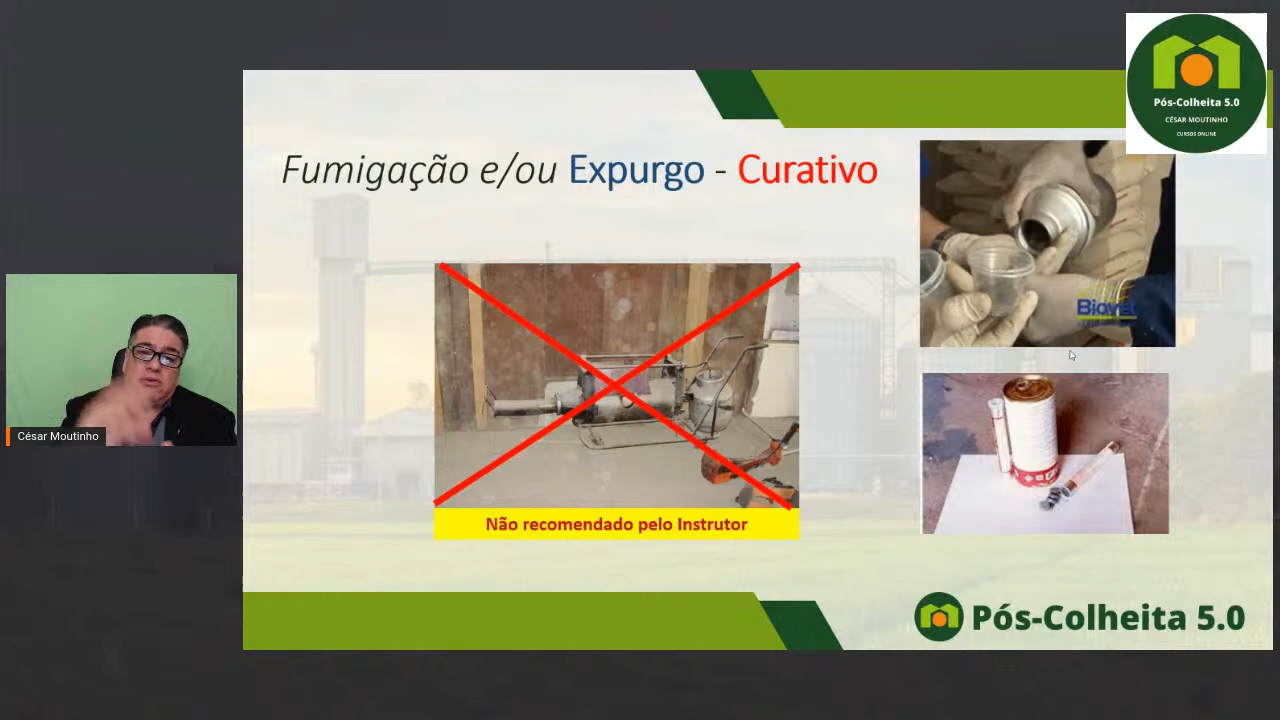 Pós-Colheita 5.0
CÉSAR MOUTINHO
CURSOS ONLINE
Fumigação e/ou Expurgo - Curativo
César Moutinho
Não recomendado pelo Instrutor
Pós-Colheita 5.0